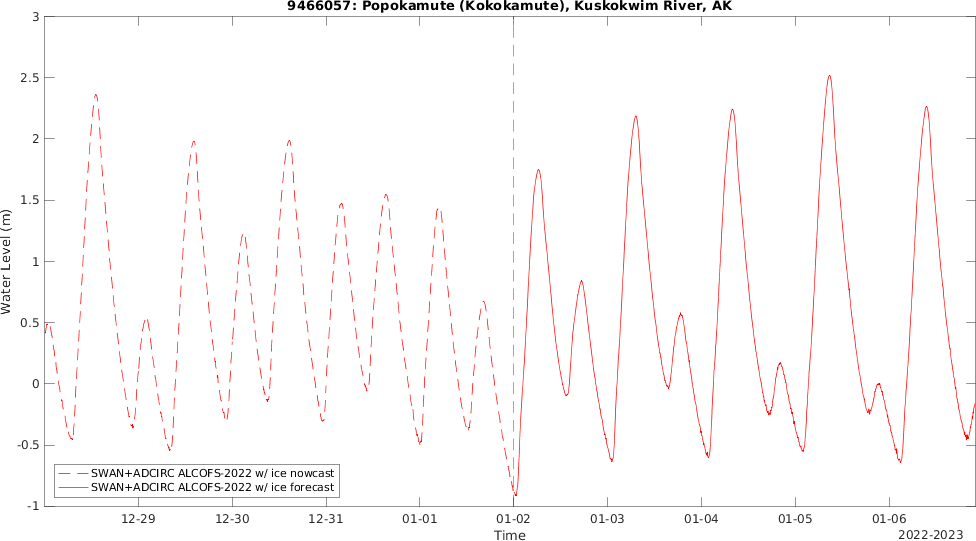 9466057: Popokamute (Kokokamute), Kuskokwim River, AK
3
2.5
2
1.5
1
0.5
0
-0.5
-1
Water Level (m)
SWAN+ADCIRC ALCOFS-2022 w/ ice nowcast
SWAN+ADCIRC ALCOFS-2022 w/ ice forecast
12-29 12-30 12-31 01-01 01-02 01-03 01-04 01-05 01-06
Time
2022-2023